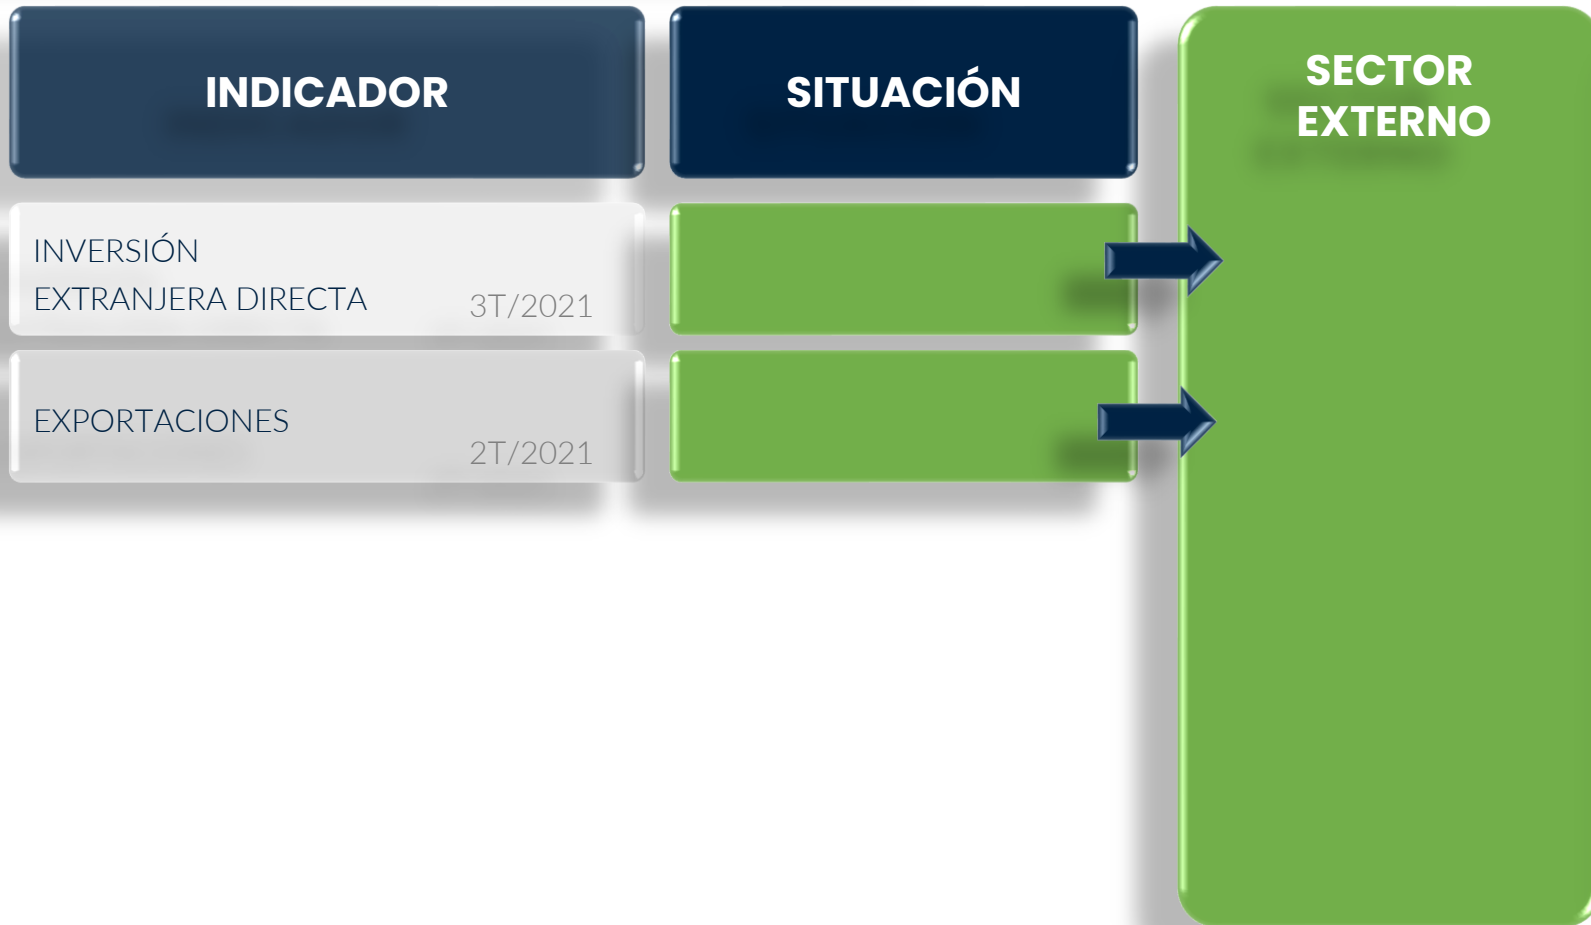 INDICADOR
SITUACIÓN
SECTOR
EXTERNO
INVERSIÓN
EXTRANJERA DIRECTA
3T/2021
EXPORTACIONES
2T/2021